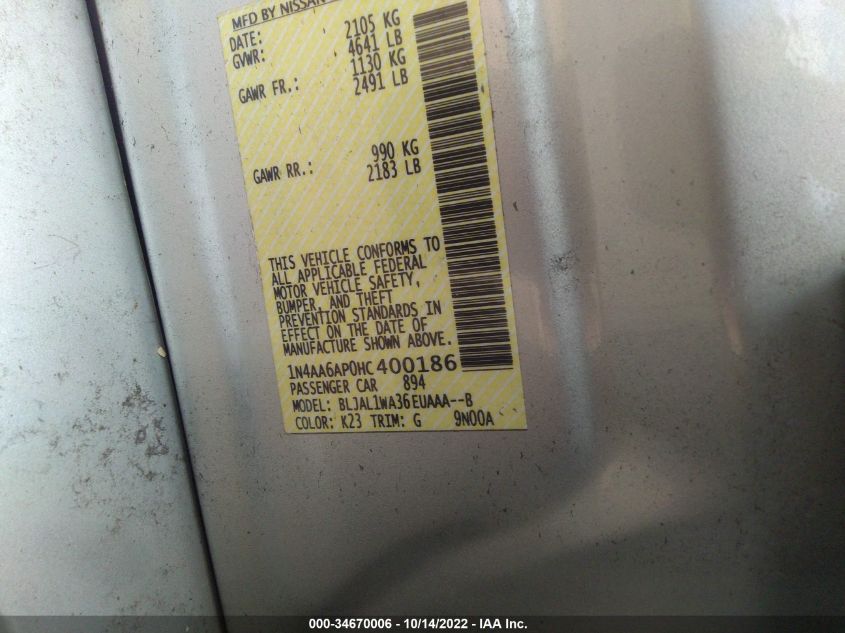 MFD BY NISSAN
DATE:
GVWR: 2105 KG
4641 LB
GAWR FR.: 1130 KG
2491 LB
GAWR RR.: 990 KG
2183 LB
THIS VEHICLE CONFORMS TO
ALL APPLICABLE FEDERAL
MOTOR VEHICLE SAFETY,
BUMPER, AND THEFT
PREVENTION STANDARDS IN
EFFECT ON THE DATE OF
MANUFACTURE SHOWN ABOVE.
1N4AA6AP0HC400186
PASSENGER CAR 894
MODEL: BLJAL1WA36EUAAA--B
COLOR: K23 TRIM: G 9N00A
000-34670006 - 10/14/2022 - IAA Inc.